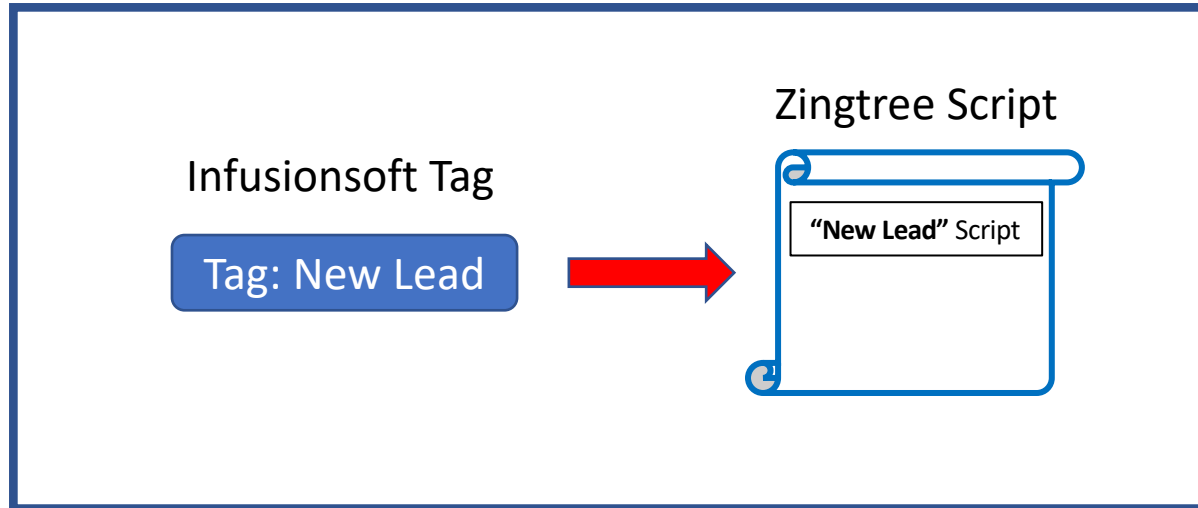 Infusionsoft Tag
Tag: New Lead
Zingtree Script
“New Lead” Script